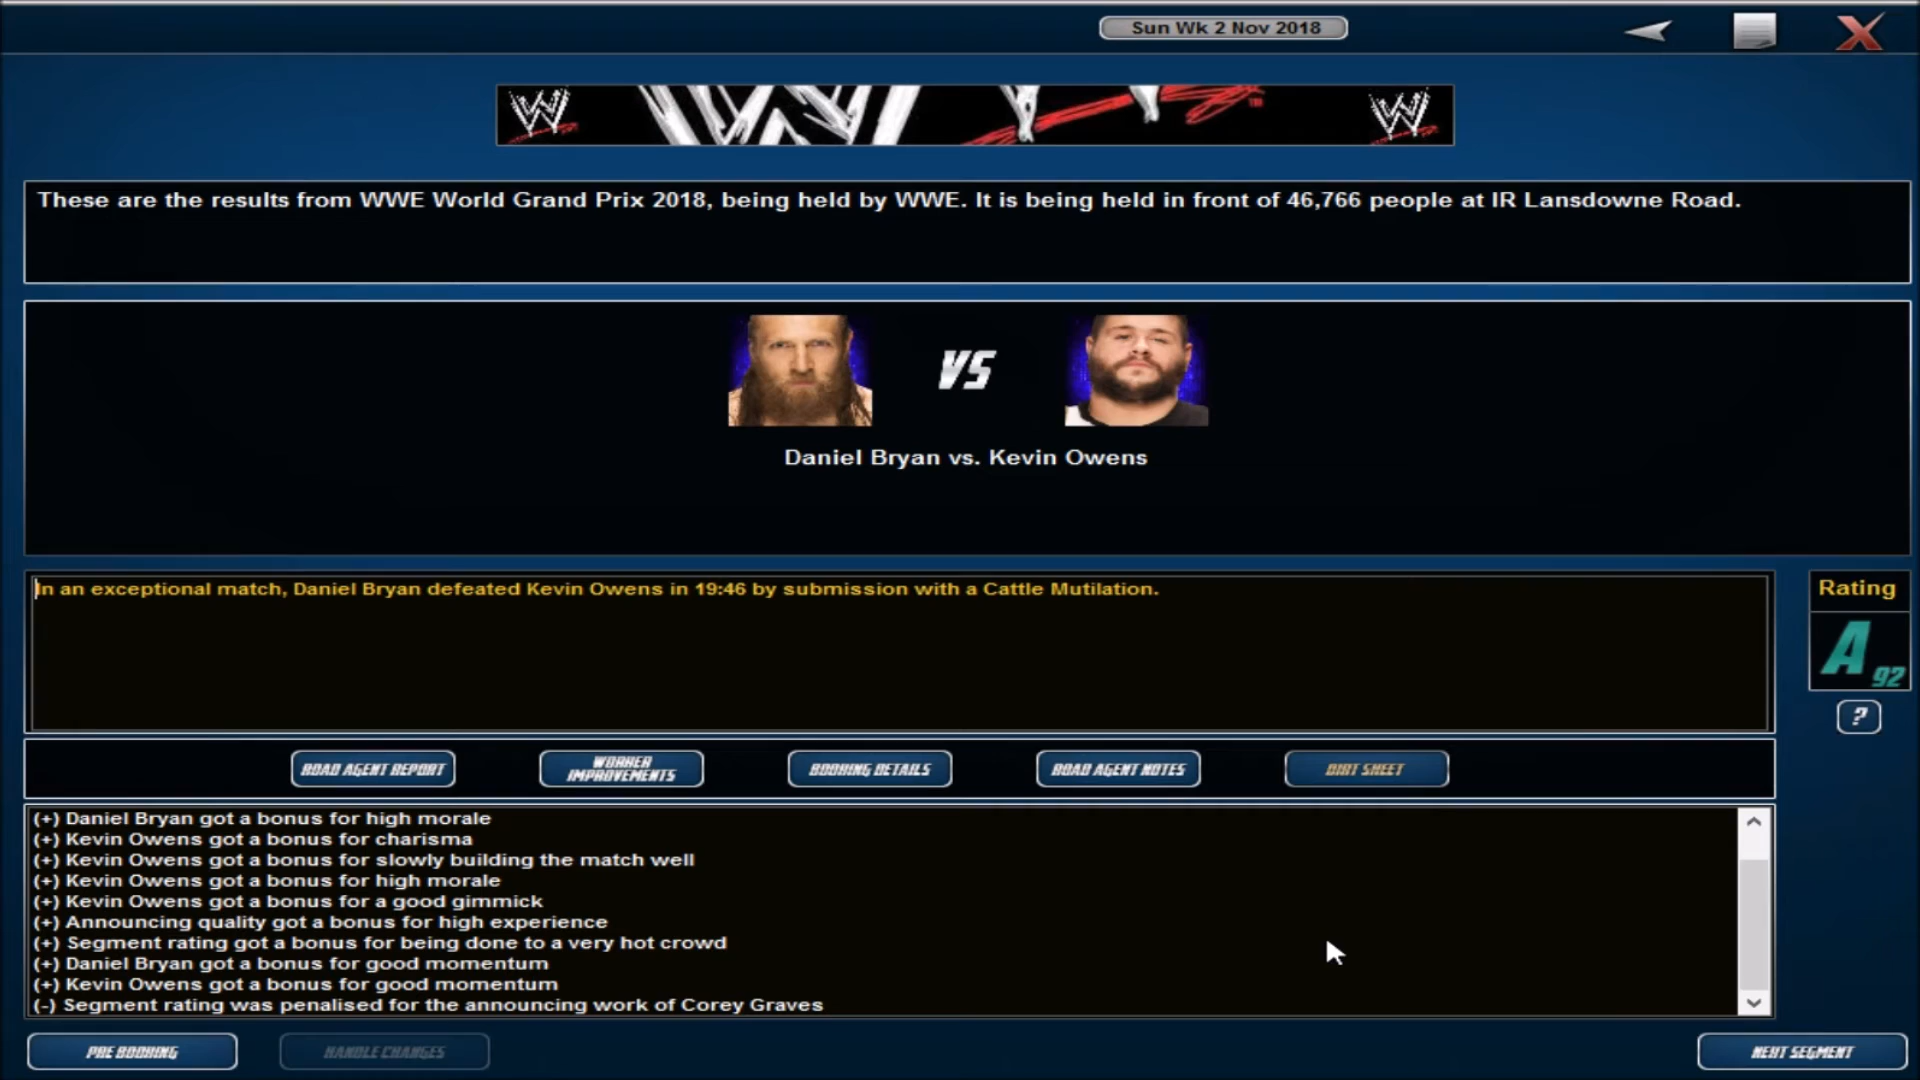 Sun Wk 2 Nov 2018
These are the results from WWE World Grand Prix 2018, being held by WWE. It is being held in front of 46,766 people at IR Lansdowne Road.
VS
Daniel Bryan vs. Kevin Owens
In an exceptional match, Daniel Bryan defeated Kevin Owens in 19:46 by submission with a Cattle Mutilation.
Rating
A 92
?
ROAD AGENT REPORT
WORKER IMPROVEMENTS
BOOKING DETAILS
ROAD AGENT NOTES
DIRT SHEET
(+) Daniel Bryan got a bonus for high morale
(+) Kevin Owens got a bonus for charisma
(+) Kevin Owens got a bonus for slowly building the match well
(+) Kevin Owens got a bonus for high morale
(+) Kevin Owens got a bonus for a good gimmick
(+) Announcing quality got a bonus for high experience
(+) Segment rating got a bonus for being done to a very hot crowd
(+) Daniel Bryan got a bonus for good momentum
(+) Kevin Owens got a bonus for good momentum
(-) Segment rating was penalised for the announcing work of Corey Graves
PRE BOOKING
HANDLE CHANGES
NEXT SEGMENT